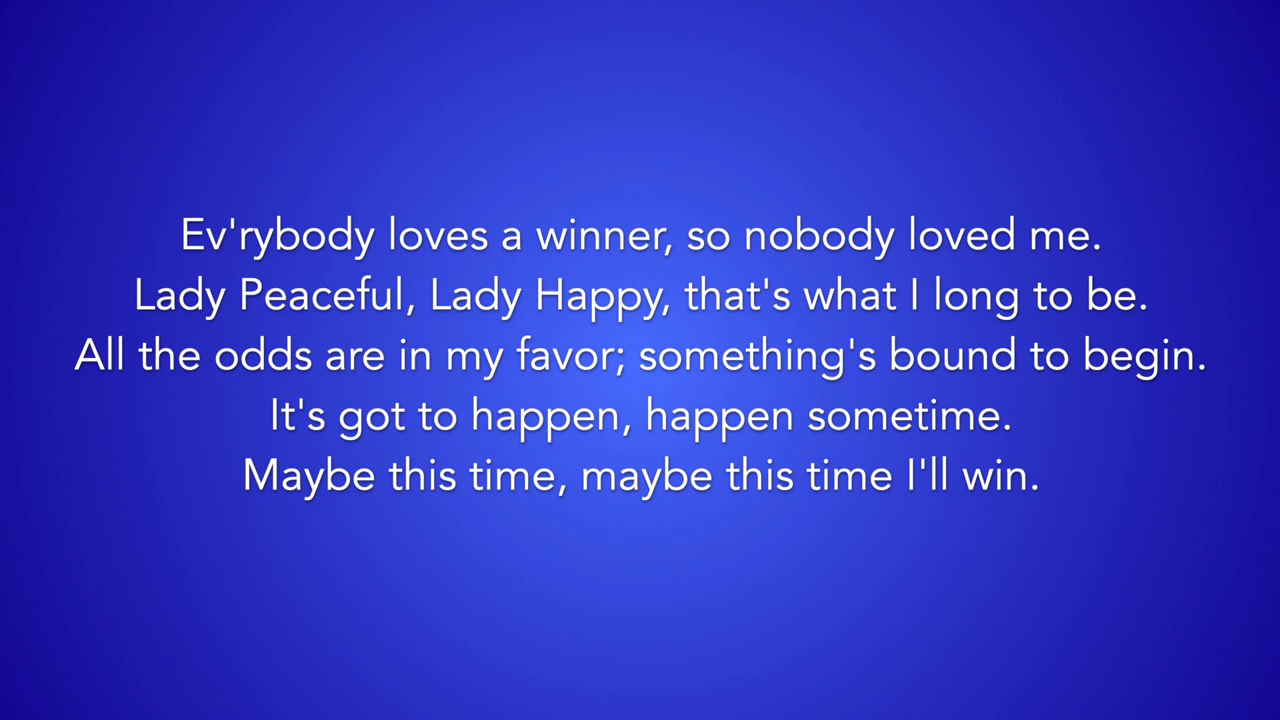 Ev'rybody loves a winner, so nobody loved me.
Lady Peaceful, Lady Happy, that's what I long to be.
All the odds are in my favor; something's bound to begin.
It's got to happen, happen sometime.
Maybe this time, maybe this time I'll win.